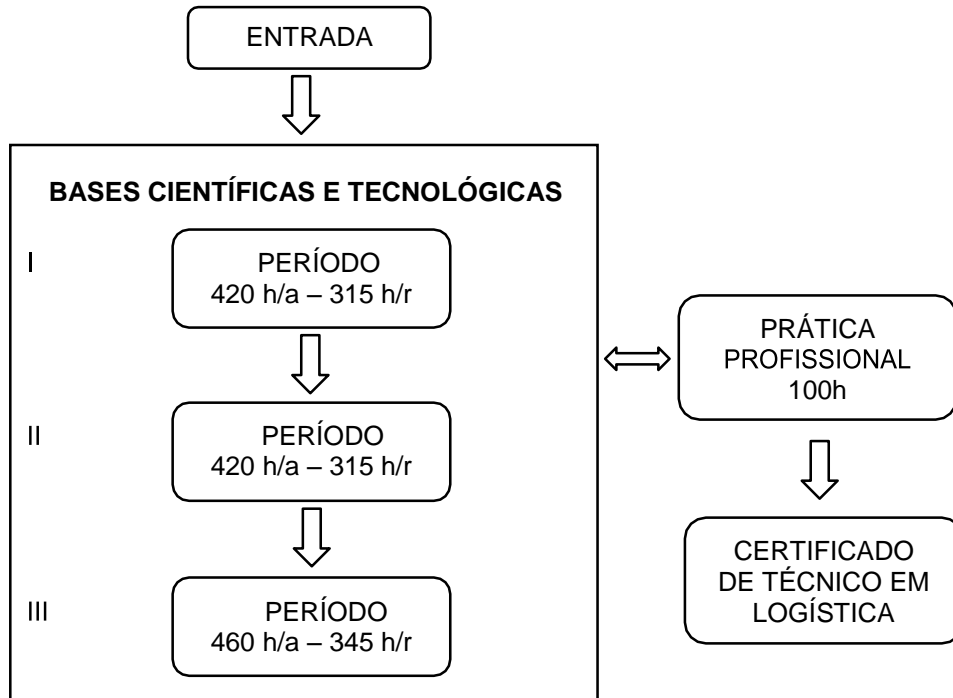 ENTRADA
BASES CIENTÍFICAS E TECNOLÓGICAS
I
PERÍODO
420 h/a – 315 h/r
II
PERÍODO
420 h/a – 315 h/r
III
PERÍODO
460 h/a – 345 h/r
PRÁTICA
PROFISSIONAL
100h
CERTIFICADO
DE TÉCNICO EM
LOGÍSTICA